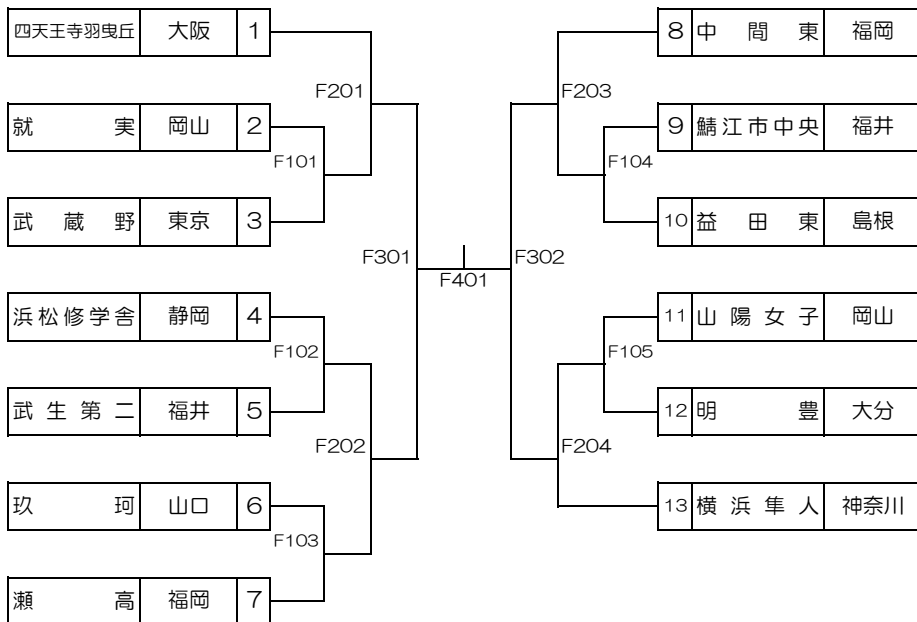 四天王寺羽曳丘 大阪 1
F201
就実 岡山 2
F101
武蔵野 東京 3
F301
浜松修学舎 静岡 4
F102
武生第二 福井 5
F202
玖珂 山口 6
F103
瀬高 福岡 7
F401
8 中間東 福岡
F203
9 鯖江市中央 福井
F104
10 益田東 島根
F302
11 山陽女子 岡山
F105
12 明豊 大分
F204
13 横浜隼人 神奈川